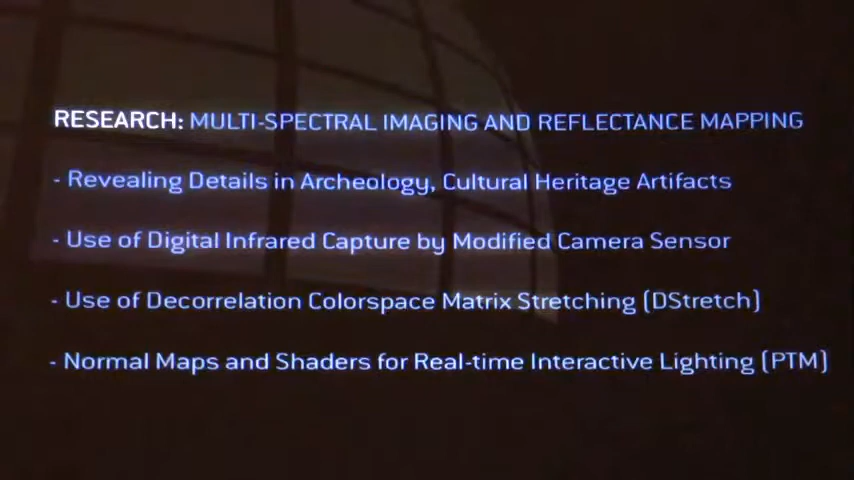 RESEARCH: MULTI-SPECTRAL IMAGING AND REFLECTANCE MAPPING
- Revealing Details in Archeology, Cultural Heritage Artifacts
- Use of Digital Infrared Capture by Modified Camera Sensor
- Use of Decorrelation Colorspace Matrix Stretching (DStretch)
- Normal Maps and Shaders for Real-time Interactive Lighting (PTM)